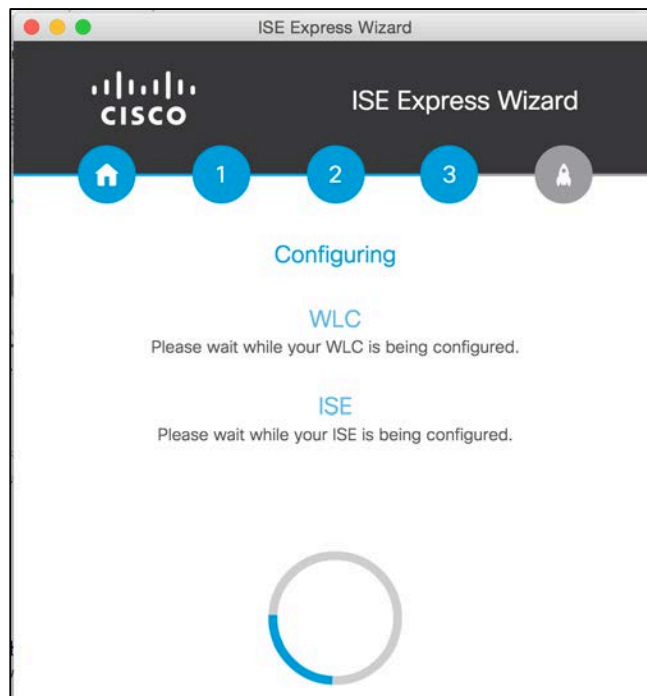 ISE Express Wizard
CISCO
ISE Express Wizard
1 2 3
Configuring
WLC
Please wait while your WLC is being configured.
ISE
Please wait while your ISE is being configured.